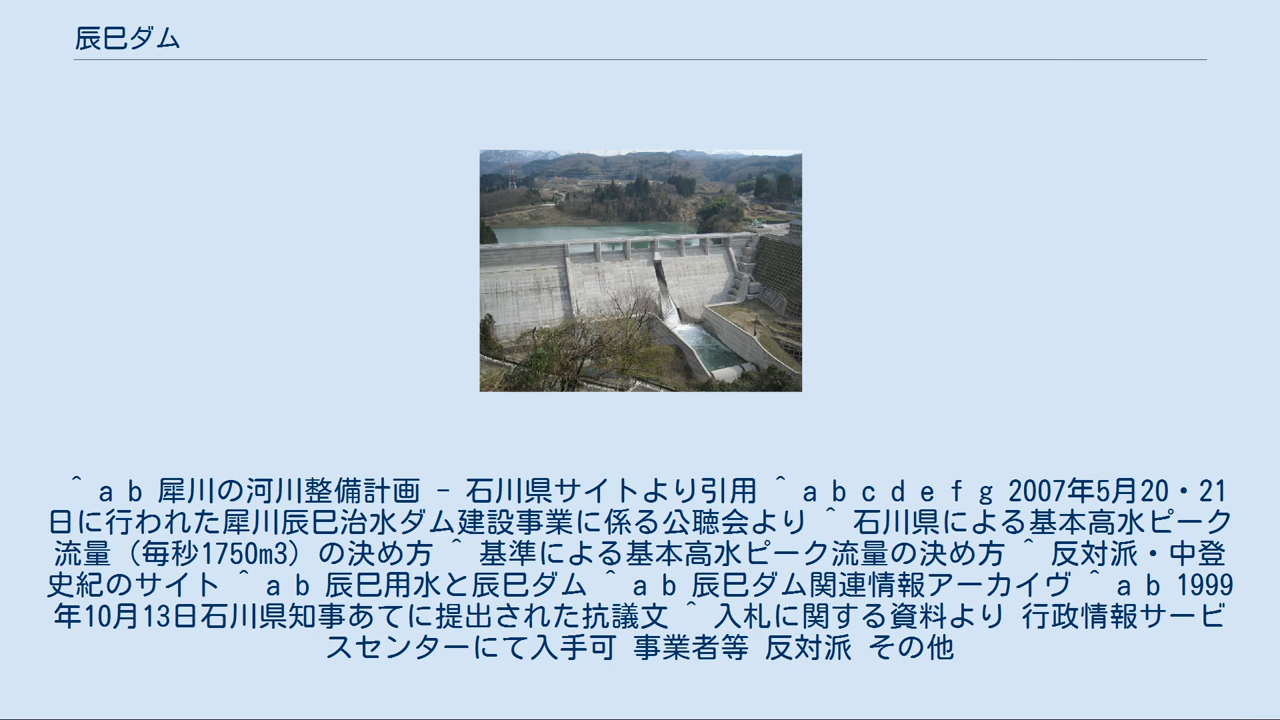 辰巳ダム
^ a b 犀川の河川整備計画 - 石川県サイトより引用 ^ a b c d e f g 2007年5月20・21
日に行われた犀川辰巳治水ダム建設事業に係る公聴会より ^ 石川県による基本高水ピーク
流量（毎秒1750m3）の決め方 ^ 基準による基本高水ピーク流量の決め方 ^ 反対派・中登
史紀のサイト ^ a b 辰巳用水と辰巳ダム ^ a b 辰巳ダム関連情報アーカイヴ ^ a b 1999
年10月13日石川県知事あてに提出された抗議文 ^ 入札に関する資料より 行政情報サービ
スセンターにて入手可 事業者等 反対派 その他